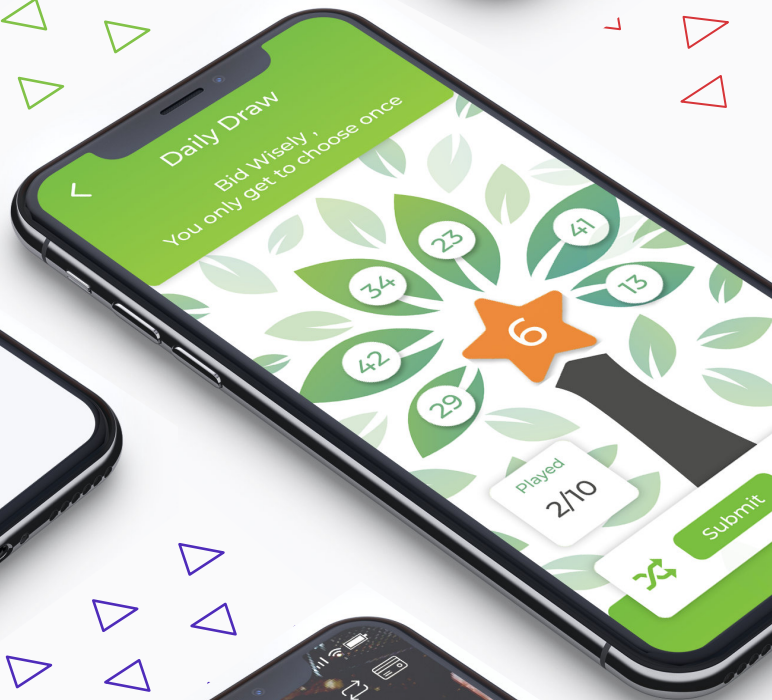 Daily Draw
Bid Wisely ,
You only get to choose once
23
41
34
13
6
42
29
Played
2/10
Submit